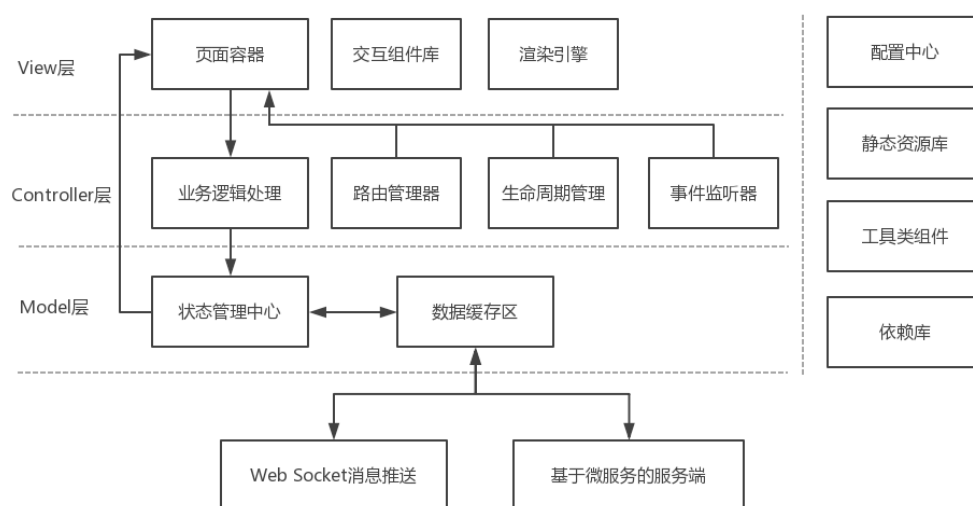 View层
页面容器
交互组件库
渲染引擎
Controller层
业务逻辑处理
路由管理器
生命周期管理
事件监听器
Model层
状态管理中心
数据缓存区
Web Socket消息推送
基于微服务的服务端
配置中心
静态资源库
工具类组件
依赖库